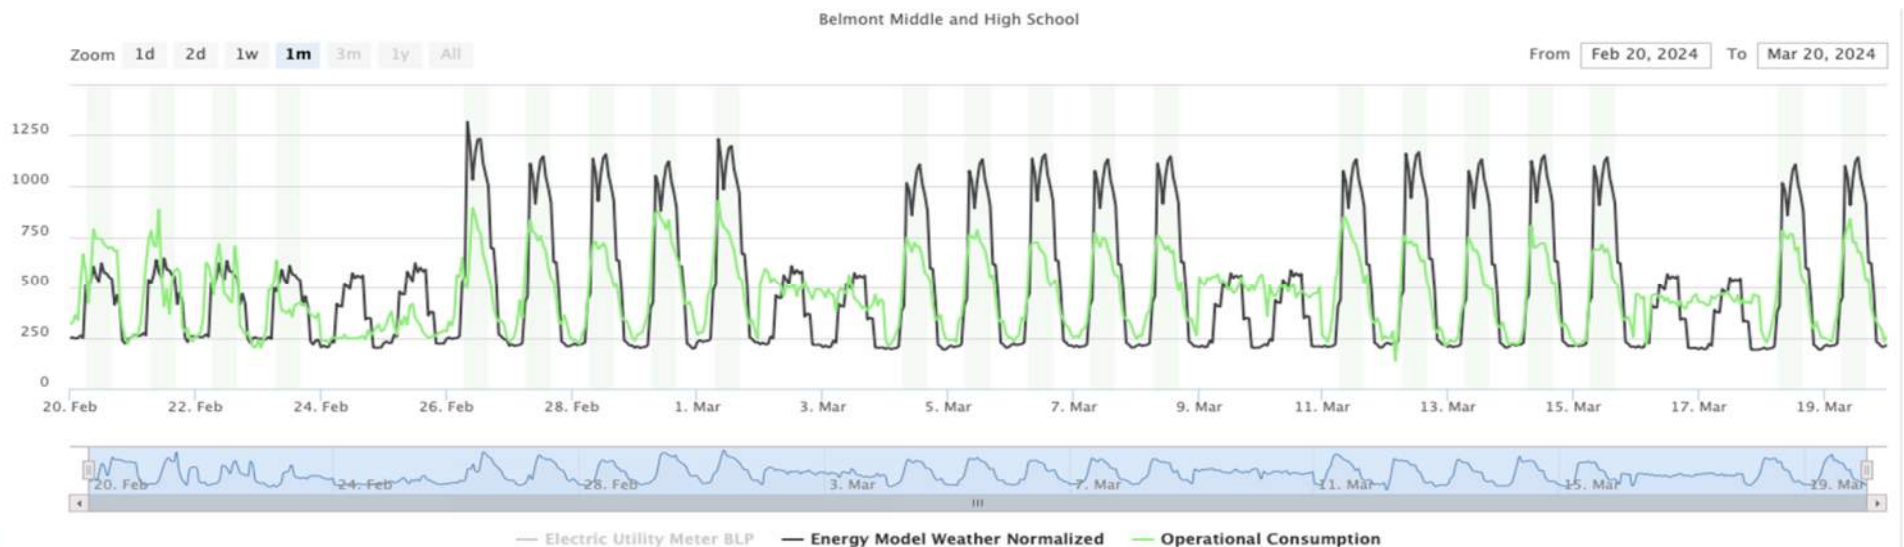 Belmont Middle and High School
Zoom 1d 2d 1w 1m 3m 1y All From Feb 20, 2024 To Mar 20, 2024
1250
1000
750
500
250
0
20. Feb 22. Feb 24. Feb 26. Feb 28. Feb 1. Mar 3. Mar 5. Mar 7. Mar 9. Mar 11. Mar 13. Mar 15. Mar 17. Mar 19. Mar
20. Feb 24. Feb 28. Feb 3. Mar 7. Mar 11. Mar 15. Mar 19. Mar
Electric Utility Meter BLP Energy Model Weather Normalized Operational Consumption